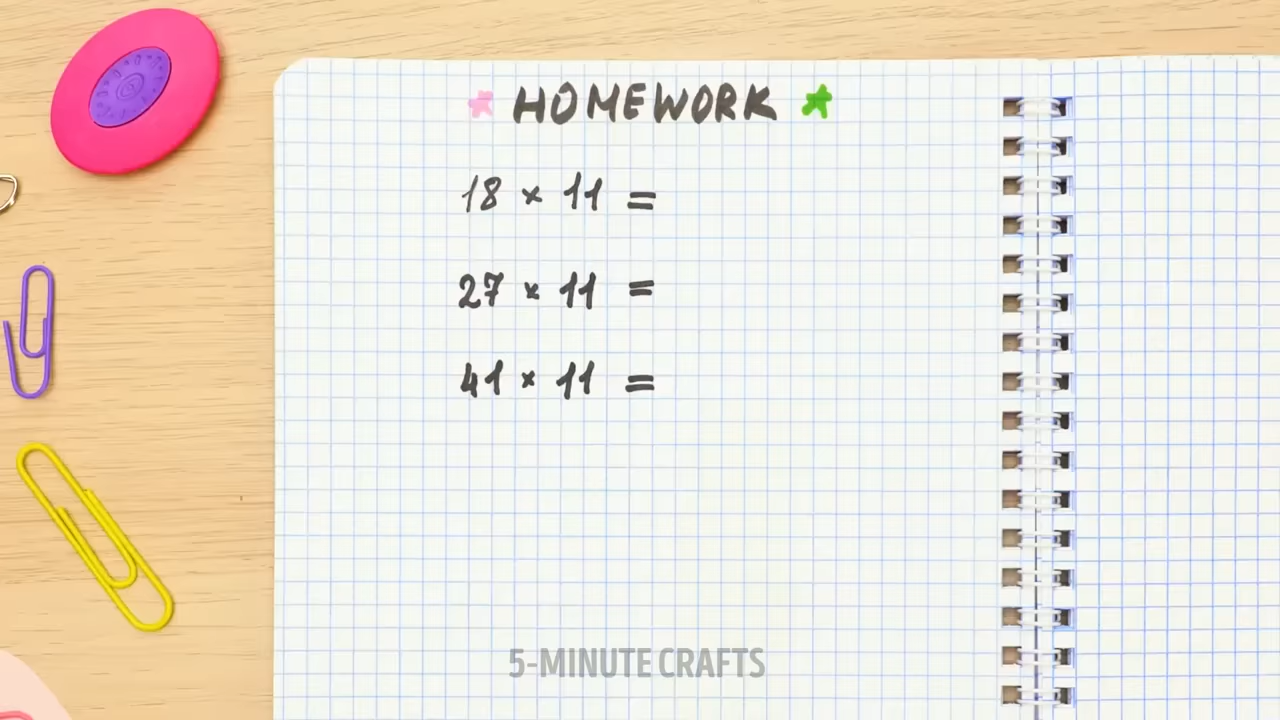 HOMEWORK
18 × 11 =
27 × 11 =
41 × 11 =
5-MINUTE CRAFTS